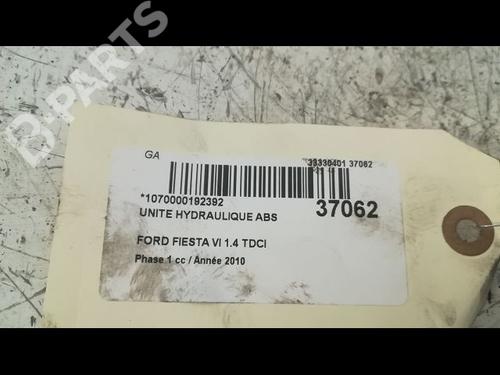 B-PARTS
GA
33330401 37062
*1070000192392
37062
UNITE HYDRAULIQUE ABS
FORD FIESTA VI 1.4 TDCI
Phase 1 cc / Année 2010